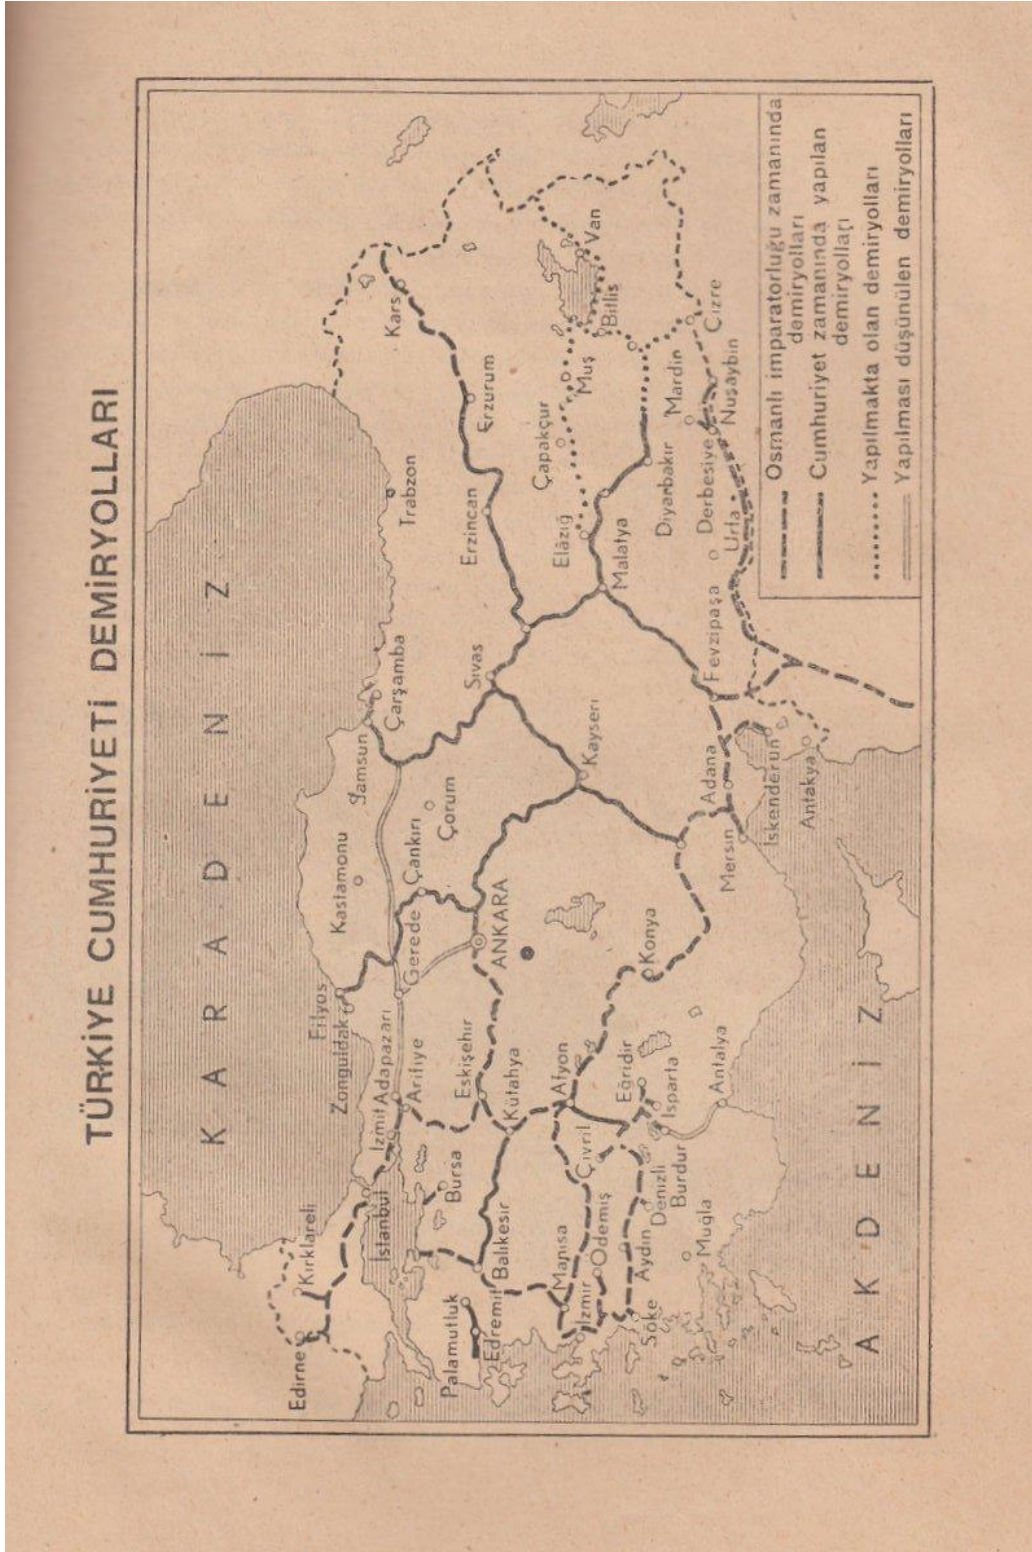 TÜRKİYE CUMHURİYETİ DEMİRYOLLARI
K A R A D E N İ Z
Edirne
Kırklareli
İstanbul
İzmit
Adapazarı
Arifiye
Zonguldak
Filyos
Gerede
Kastamonu
Çankırı
Çorum
Samsun
Çarşamba
Trabzon
Kars
Palamutluk
Edremit
Balıkesir
Bursa
Eskişehir
Kütahya
ANKARA
Sıvas
Erzincan
Erzurum
Manisa
İzmir
Ödemiş
Çivril
Afyon
Kayseri
Malatya
Elâzığ
Çapakçur
Muş
Bitlis
Van
Söke
Aydın
Denizli
Burdur
Isparta
Eğridir
Konya
Muğla
Antalya
Mersin
Adana
Fevzipaşa
İskenderun
Antakya
Urfa
Derbesiye
Diyarbakır
Mardin
Nusaybin
Cizre
A K D E N İ Z
Osmanlı imparatorluğu zamanında
demiryolları
Cumhuriyet zamanında yapılan
demiryolları
Yapılmakta olan demiryolları
Yapılması düşünülen demiryolları